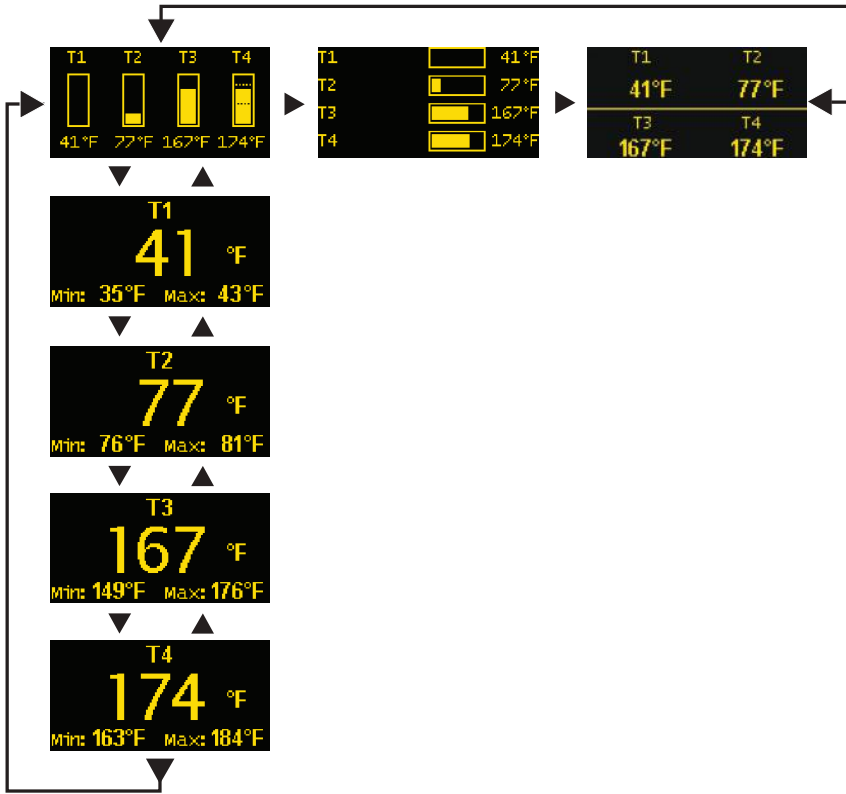 T1 T2 T3 T4
41°F 77°F 167°F 174°F
T1 41°F
T2 77°F
T3 167°F
T4 174°F
T1 T2
41°F 77°F
T3 T4
167°F 174°F
T1
41 °F
Min: 35°F Max: 43°F
T2
77 °F
Min: 76°F Max: 81°F
T3
167 °F
Min: 149°F Max: 176°F
T4
174 °F
Min: 163°F Max: 184°F